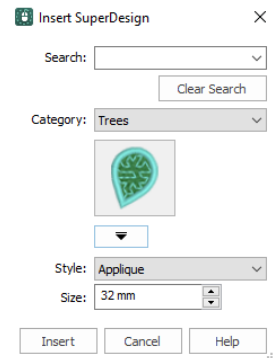 Insert SuperDesign
Search:
Clear Search
Category: Trees
Style: Applique
Size: 32 mm
Insert Cancel Help